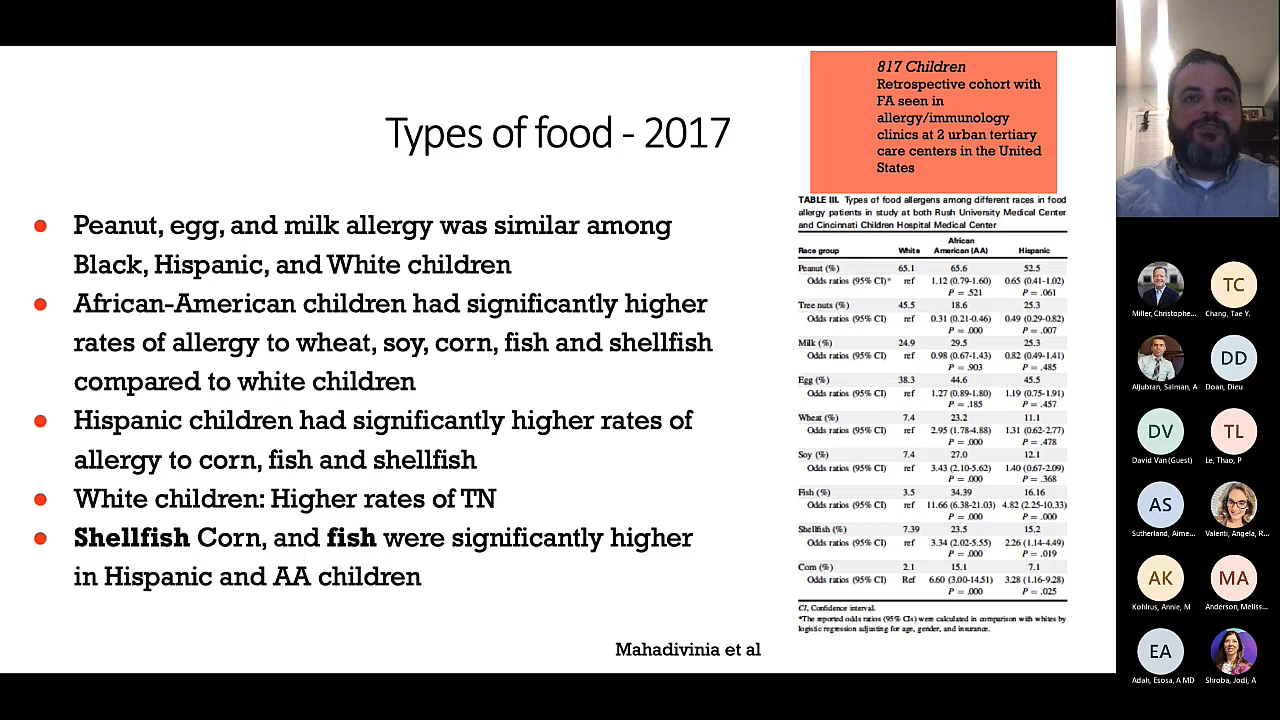 Types of food - 2017
Peanut, egg, and milk allergy was similar among
Black, Hispanic, and White children
African-American children had significantly higher
rates of allergy to wheat, soy, corn, fish and shellfish
compared to white children
Hispanic children had significantly higher rates of
allergy to corn, fish and shellfish
White children: Higher rates of TN
Shellfish Corn, and fish were significantly higher
in Hispanic and AA children
Mahadivinia et al
817 Children
Retrospective cohort with
FA seen in
allergy/immunology
clinics at 2 urban tertiary
care centers in the United
States
TABLE III. Types of food allergens among different races in food
allergy patients in study at both Rush University Medical Center
and Cincinnati Children Hospital Medical Center
African
Race group White American (AA) Hispanic
Peanut (%) 65.1 65.6 52.5
Odds ratios (95% CI)* ref 1.12 (0.79-1.60) 0.65 (0.41-1.02)
P = .521 P = .061
Tree nuts (%) 45.5 18.6 25.3
Odds ratios (95% CI) ref 0.31 (0.21-0.46) 0.49 (0.29-0.82)
P = .000 P = .007
Milk (%) 24.9 29.5 25.3
Odds ratios (95% CI) ref 0.98 (0.67-1.43) 0.82 (0.49-1.41)
P = .903 P = .485
Egg (%) 38.3 44.6 45.5
Odds ratios (95% CI) ref 1.27 (0.89-1.80) 1.19 (0.75-1.91)
P = .185 P = .457
Wheat (%) 7.4 23.2 11.1
Odds ratios (95% CI) ref 2.95 (1.78-4.88) 1.31 (0.62-2.77)
P = .000 P = .478
Soy (%) 7.4 27.0 12.1
Odds ratios (95% CI) ref 3.43 (2.10-5.62) 1.40 (0.67-2.09)
P = .000 P = .368
Fish (%) 3.5 34.39 16.16
Odds ratios (95% CI) ref 11.66 (6.38-21.03) 4.82 (2.25-10.33)
P = .000 P = .000
Shellfish (%) 7.39 23.5 15.2
Odds ratios (95% CI) ref 3.34 (2.02-5.55) 2.26 (1.14-4.49)
P = .000 P = .019
Corn (%) 2.1 15.1 7.1
Odds ratios (95% CI) Ref 6.60 (3.00-14.51) 3.28 (1.16-9.28)
P = .000 P = .025
CI, Confidence interval.
*The reported odds ratios (95% CIs) were calculated in comparison with whites by
logistic regression adjusting for age, gender, and insurance.
TC
Miller, Christophe... Chang, Tae Y.
DD
Aljubran, Salman, A Doan, Dieu
DV TL
David Van (Guest) Le, Thao, P
AS
Sutherland, Aime... Valenti, Angela, R...
AK MA
Kohlrus, Annie, M Anderson, Meliss...
EA
Adah, Esosa, A MD Shroba, Jodi, A